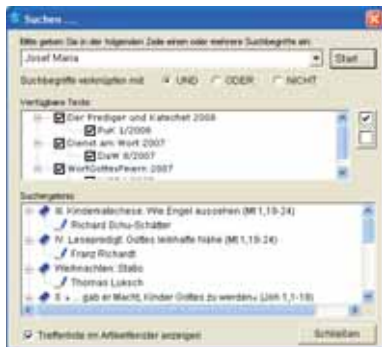 Suchen ...
Bitte geben Sie in der folgenden Zeile einen oder mehrere Suchbegriffe ein:
Josef Maria
Start
Suchbegriffe verknüpfen mit: UND ODER NICHT
Verfügbare Texte:
Der Prediger und Katechet 2008
PuK 1/2008
Dienst am Wort 2007
DaW 8/2007
WortGottesFeiern 2007
Suchergebnis:
III. Kinderkatechese: Wie Engel aussehen (Mt 1,18-24)
Richard Schu-Schätter
IV. Lesepredigt: Gottes leibhafte Nähe (Mt 1,18-24)
Franz Richardt
Weihnachten: Statio
Thomas Luksch
II. »... gab er Macht, Kinder Gottes zu werden« (Joh 1,1-18)
Trefferliste im Artikelfenster anzeigen
Schließen